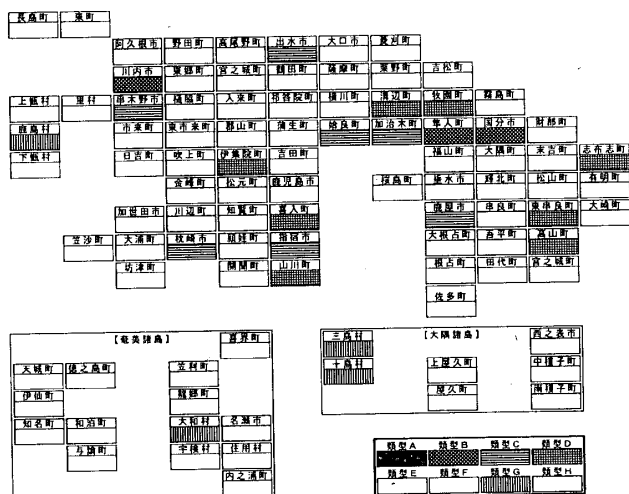 長島町 東町
阿久根市 野田町 高尾野町 出水市 大口市 菱刈町
川内市 東郷町 宮之城町 鶴田町 薩摩町 栗野町 吉松町
上甑村 里村 串木野市 樋脇町 入来町 祁答院町 横川町 溝辺町 牧園町 霧島町
鹿島村 市来町 東市来町 郡山町 蒲生町 姶良町 加治木町 隼人町 国分市 財部町
下甑村 日吉町 吹上町 伊集院町 吉田町 福山町 大隅町 末吉町 志布志町
金峰町 松元町 鹿児島市 桜島町 垂水市 輝北町 松山町 有明町
加世田市 川辺町 知覧町 喜入町 鹿屋市 串良町 東串良町 大崎町
笠沙町 大浦町 枕崎市 頴娃町 指宿市 大根占町 吾平町 高山町
坊津町 開聞町 山川町 根占町 田代町 宮之城町
佐多町
【奄美諸島】 喜界町
天城町 徳之島町 笠利町
伊仙町 龍郷町
知名町 和泊町 大和村 名瀬市
与論町 宇検村 住用村
内之浦町
三島村 【大隅諸島】 西之表市
十島村 上屋久町 中種子町
屋久町 南種子町
類型A 類型B 類型C 類型D
類型E 類型F 類型G 類型H